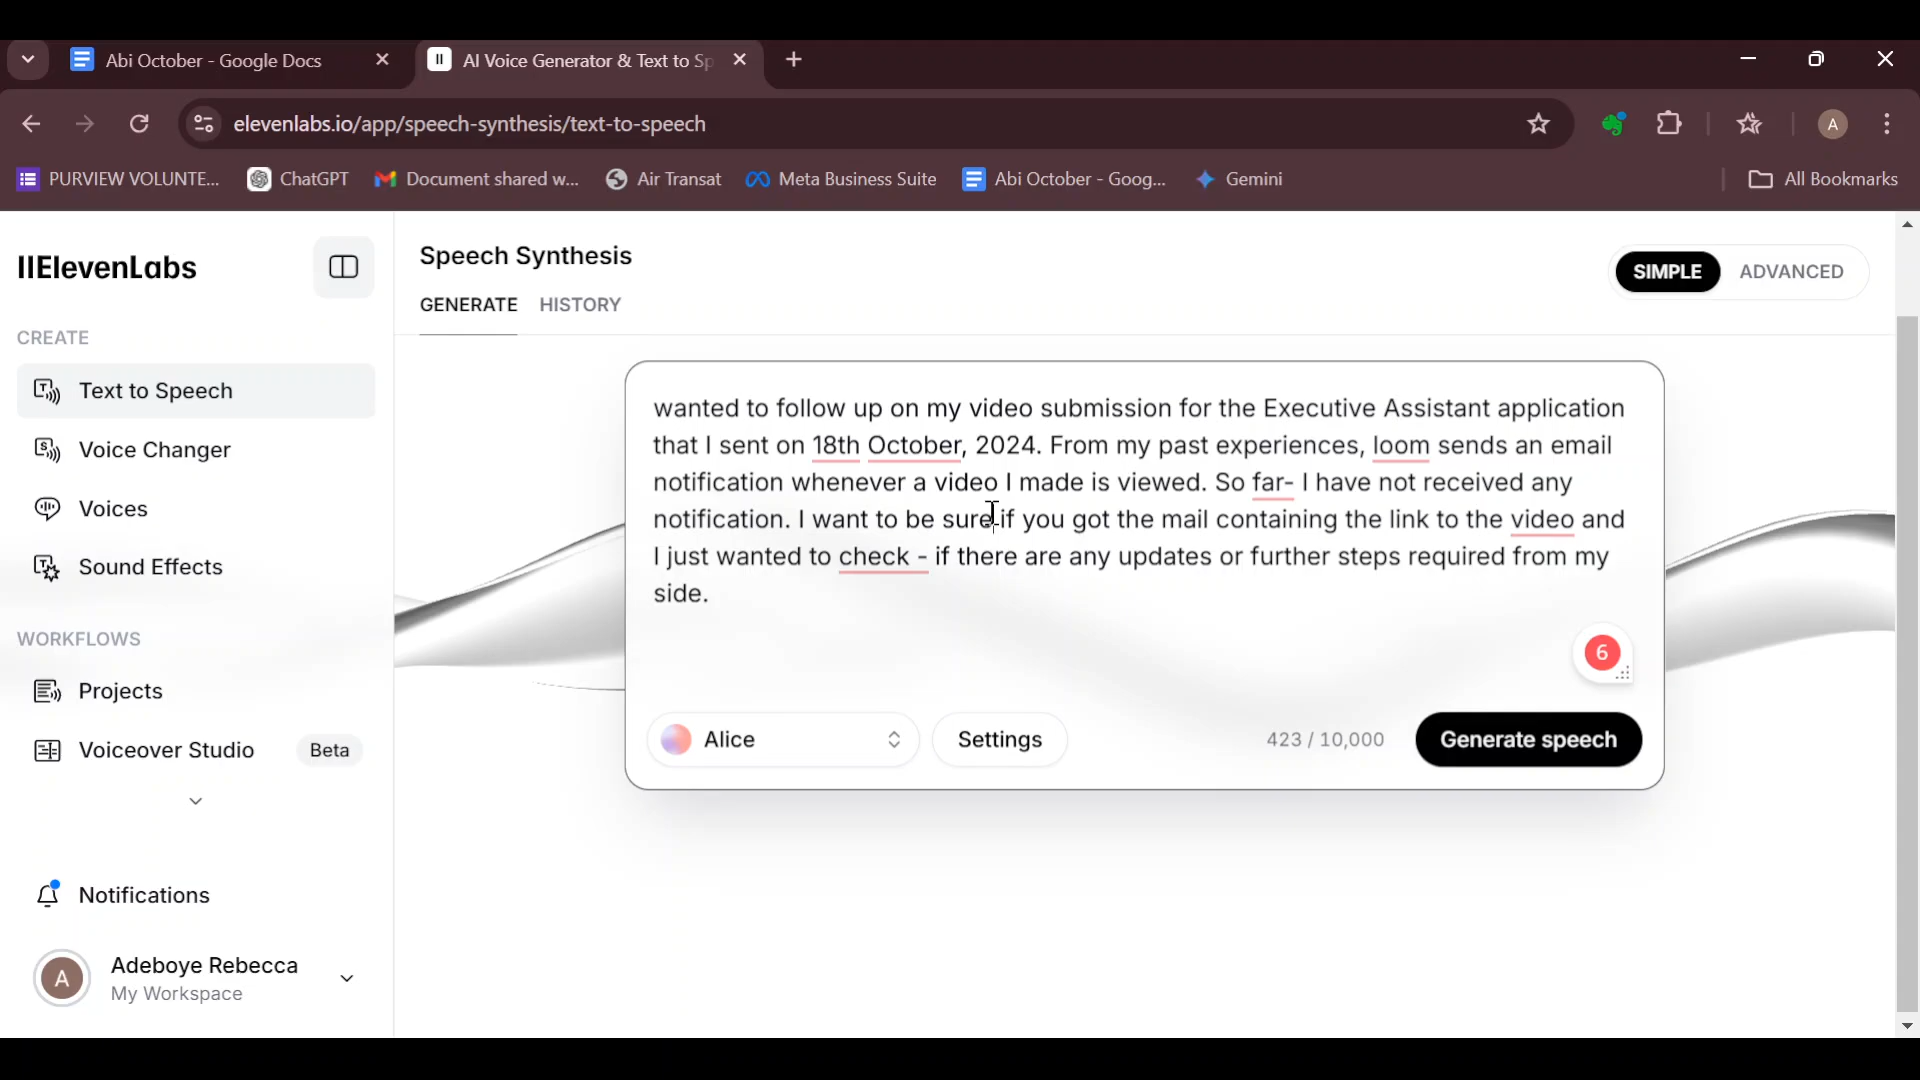 Abi October - Google Docs
AI Voice Generator & Text to Sp
elevenlabs.io/app/speech-synthesis/text-to-speech
A
PURVIEW VOLUNTE...
ChatGPT
Document shared w...
Air Transat
Meta Business Suite
Abi October - Goog...
Gemini
All Bookmarks
IIElevenLabs
CREATE
Text to Speech
Voice Changer
Voices
Sound Effects
WORKFLOWS
Projects
Voiceover Studio Beta
Notifications
A
Adeboye Rebecca
My Workspace
Speech Synthesis
GENERATE HISTORY
SIMPLE ADVANCED
wanted to follow up on my video submission for the Executive Assistant application
that I sent on 18th October, 2024. From my past experiences, loom sends an email
notification whenever a video I made is viewed. So far- I have not received any
notification. I want to be sure if you got the mail containing the link to the video and
I just wanted to check - if there are any updates or further steps required from my
side.
6
Alice
Settings
423 / 10,000
Generate speech